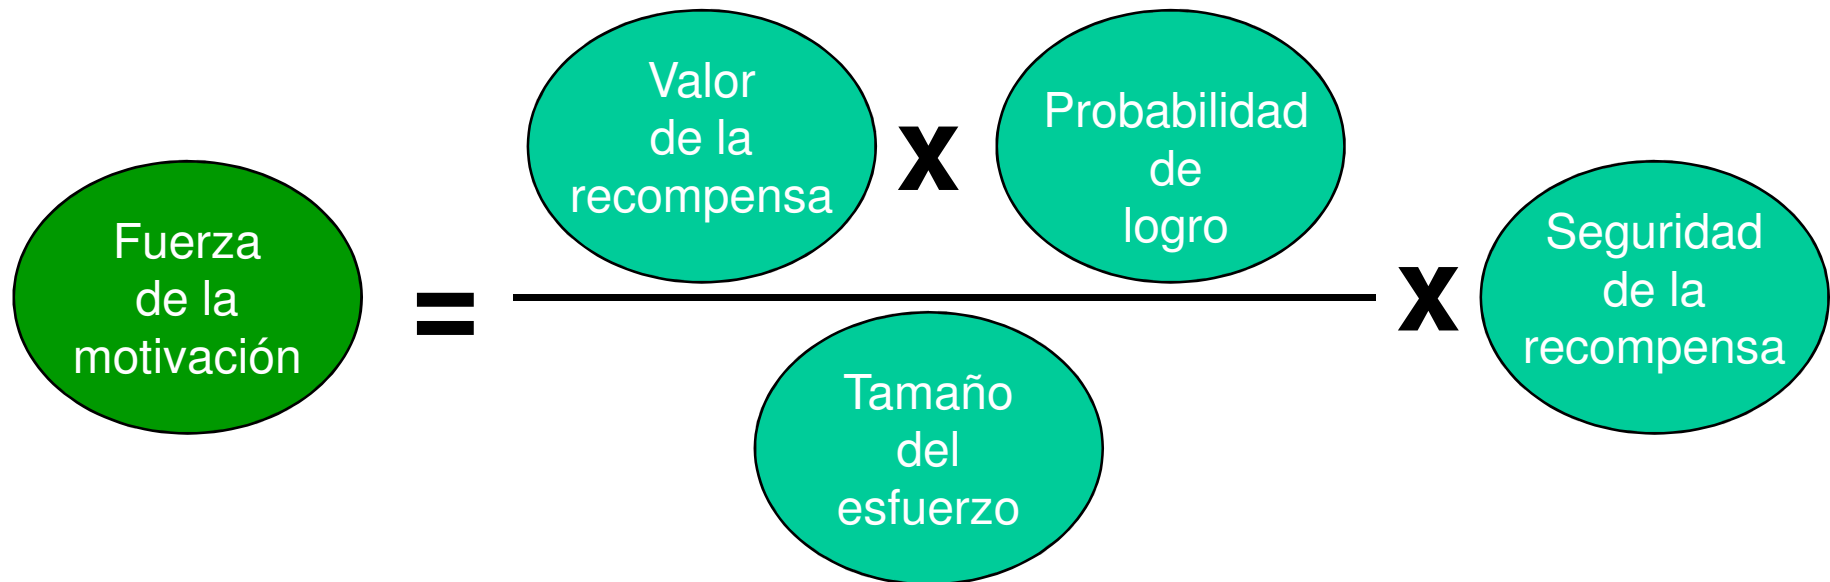 Fuerza
de la
motivación
=
Valor
de la
recompensa
x
Probabilidad
de
logro
Tamaño
del
esfuerzo
x
Seguridad
de la
recompensa